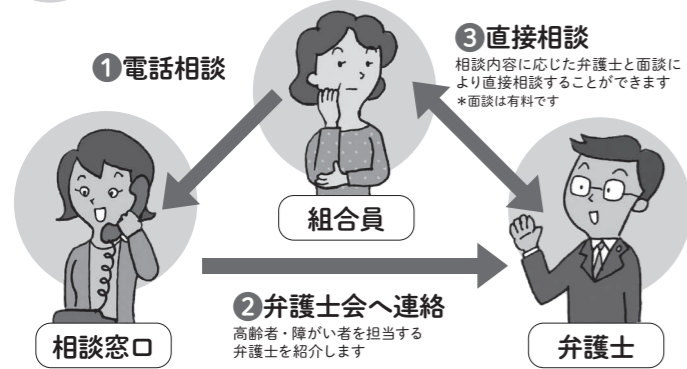 ❶電話相談
❸直接相談
相談内容に応じた弁護士と面談に
より直接相談することができます
＊面談は有料です
組合員
❷弁護士会へ連絡
高齢者・障がい者を担当する
弁護士を紹介します
相談窓口
弁護士